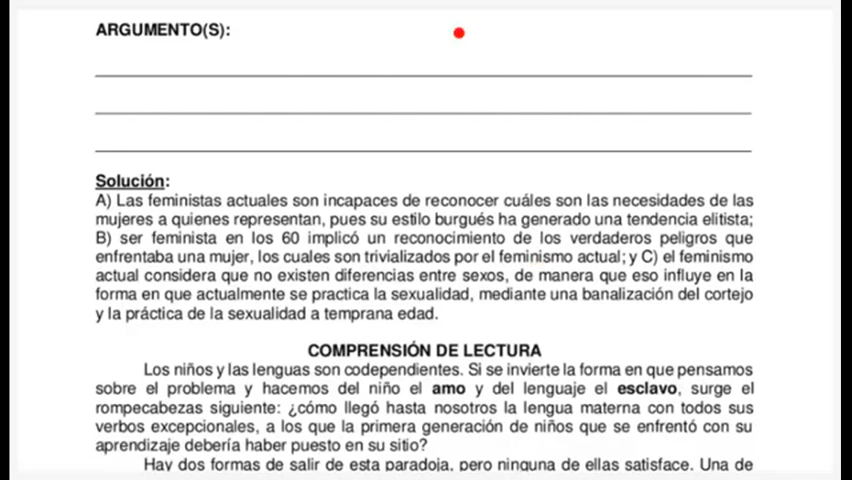 ARGUMENTO(S):
Solución:
A) Las feministas actuales son incapaces de reconocer cuáles son las necesidades de las
mujeres a quienes representan, pues su estilo burgués ha generado una tendencia elitista;
B) ser feminista en los 60 implicó un reconocimiento de los verdaderos peligros que
enfrentaba una mujer, los cuales son trivializados por el feminismo actual; y C) el feminismo
actual considera que no existen diferencias entre sexos, de manera que eso influye en la
forma en que actualmente se practica la sexualidad, mediante una banalización del cortejo
y la práctica de la sexualidad a temprana edad.
COMPRENSIÓN DE LECTURA
Los niños y las lenguas son codependientes. Si se invierte la forma en que pensamos
sobre el problema y hacemos del niño el amo y del lenguaje el esclavo, surge el
rompecabezas siguiente: ¿cómo llegó hasta nosotros la lengua materna con todos sus
verbos excepcionales, a los que la primera generación de niños que se enfrentó con su
aprendizaje debería haber puesto en su sitio?
Hay dos formas de salir de esta paradoja, pero ninguna de ellas satisface. Una de